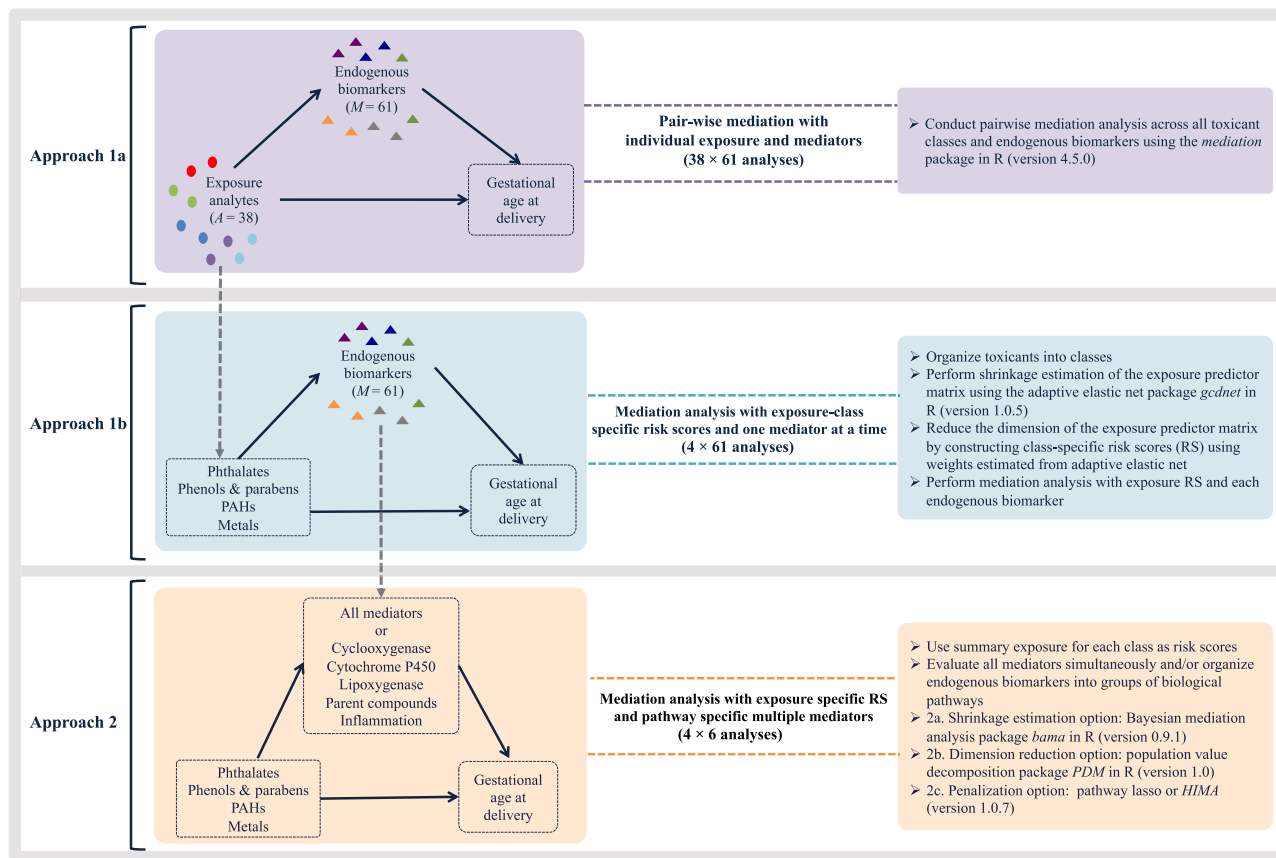 Approach 1a
Endogenous
biomarkers
(M = 61)
Exposure
analytes
(A = 38)
Gestational
age at
delivery
Pair-wise mediation with
individual exposure and mediators
(38 × 61 analyses)
➢ Conduct pairwise mediation analysis across all toxicant
classes and endogenous biomarkers using the mediation
package in R (version 4.5.0)
Approach 1b
Endogenous
biomarkers
(M = 61)
Phthalates
Phenols & parabens
PAHs
Metals
Gestational
age at
delivery
Mediation analysis with exposure-class
specific risk scores and one mediator at a time
(4 × 61 analyses)
➢ Organize toxicants into classes
➢ Perform shrinkage estimation of the exposure predictor
matrix using the adaptive elastic net package gcdnet in
R (version 1.0.5)
➢ Reduce the dimension of the exposure predictor matrix
by constructing class-specific risk scores (RS) using
weights estimated from adaptive elastic net
➢ Perform mediation analysis with exposure RS and each
endogenous biomarker
Approach 2
All mediators
or
Cyclooxygenase
Cytochrome P450
Lipoxygenase
Parent compounds
Inflammation
Phthalates
Phenols & parabens
PAHs
Metals
Gestational
age at
delivery
Mediation analysis with exposure specific RS
and pathway specific multiple mediators
(4 × 6 analyses)
➢ Use summary exposure for each class as risk scores
➢ Evaluate all mediators simultaneously and/or organize
endogenous biomarkers into groups of biological
pathways
➢ 2a. Shrinkage estimation option: Bayesian mediation
analysis package bama in R (version 0.9.1)
➢ 2b. Dimension reduction option: population value
decomposition package PDM in R (version 1.0)
➢ 2c. Penalization option: pathway lasso or HIMA
(version 1.0.7)